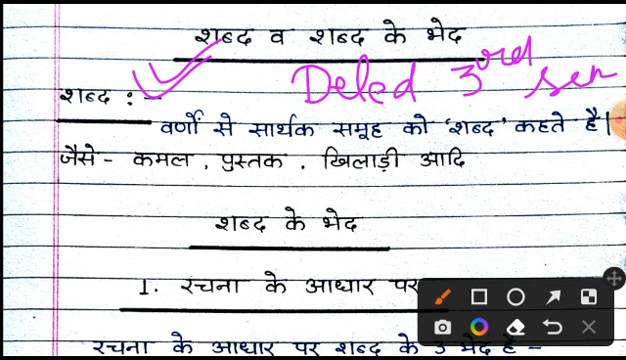 शब्द व शब्द के भेद
Deled 3rd sem
शब्द : -
वर्णों से सार्थक समूह को 'शब्द' कहते है।
जैसे - कमल , पुस्तक . खिलाड़ी आदि
शब्द के भेद
1. रचना के आधार पर
रचना के आधार पर शब्द के 3 भेद है -